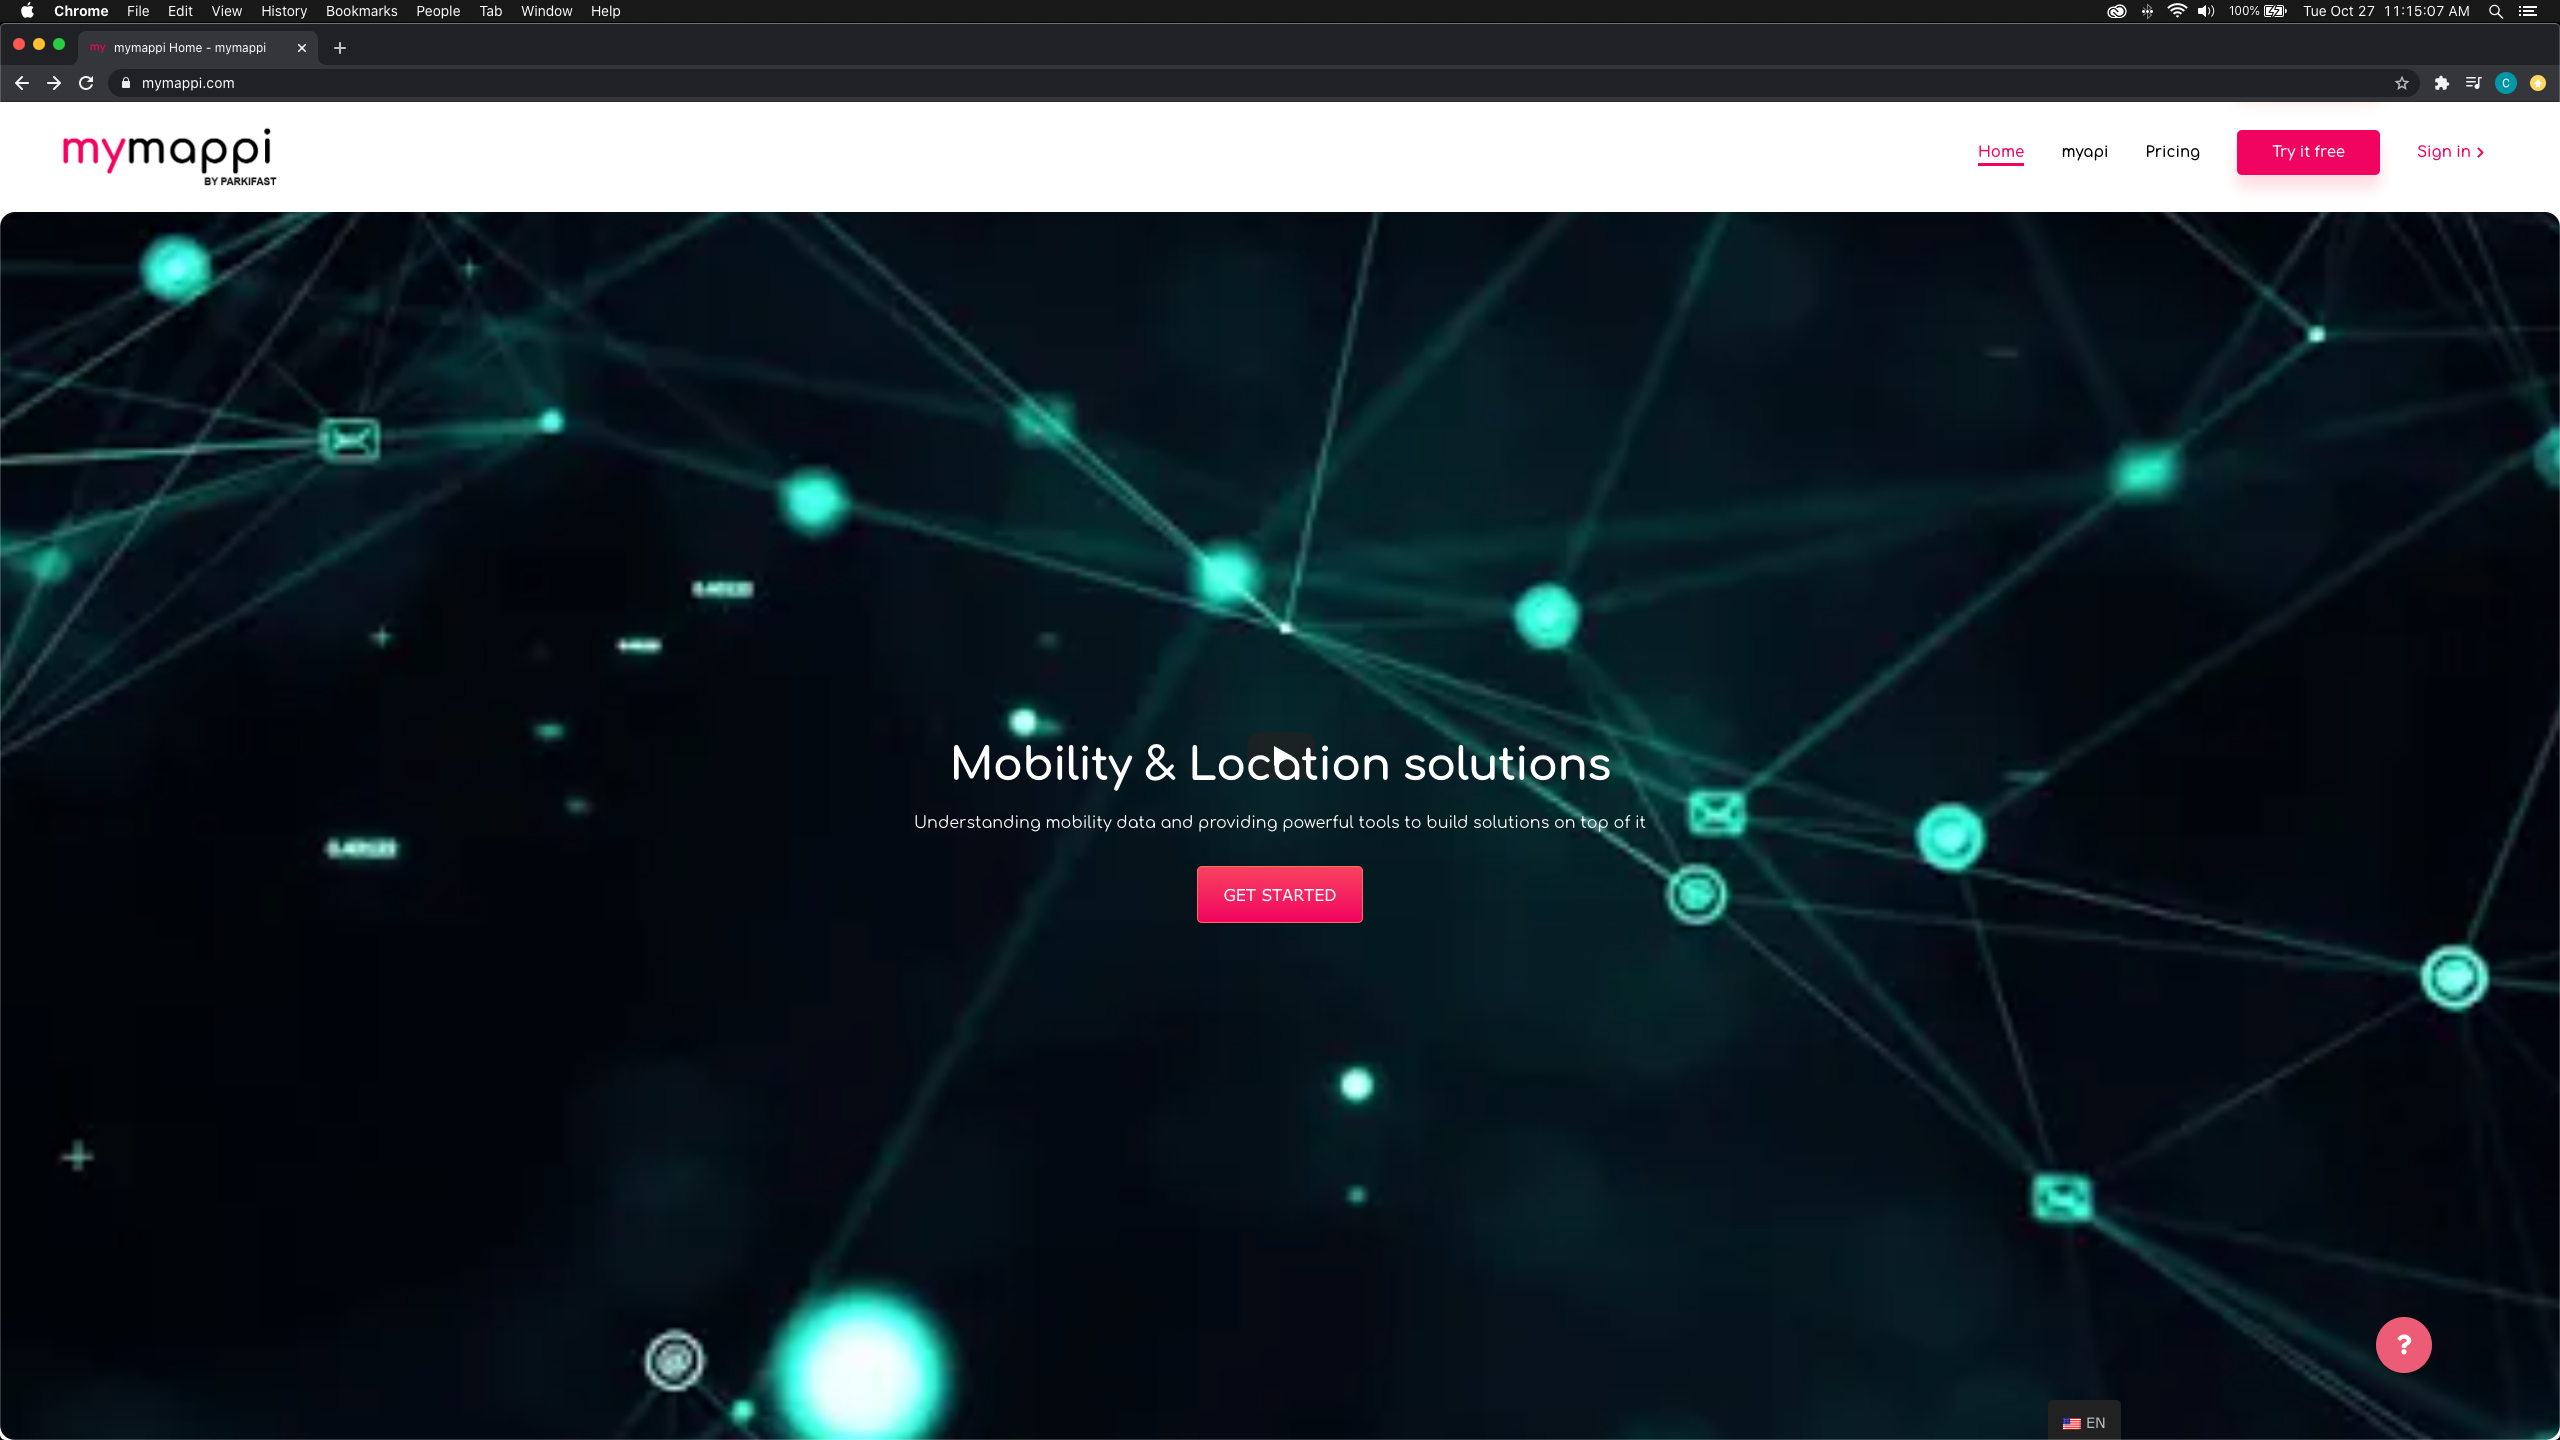 Chrome File Edit View History Bookmarks People Tab Window Help
100% Tue Oct 27 11:15:07 AM
my mymappi Home - mymappi
mymappi.com
C
mymappi
BY PARKIFAST
Home myapi Pricing Try it free Sign in
Mobility & Location solutions
Understanding mobility data and providing powerful tools to build solutions on top of it
GET STARTED
?
EN